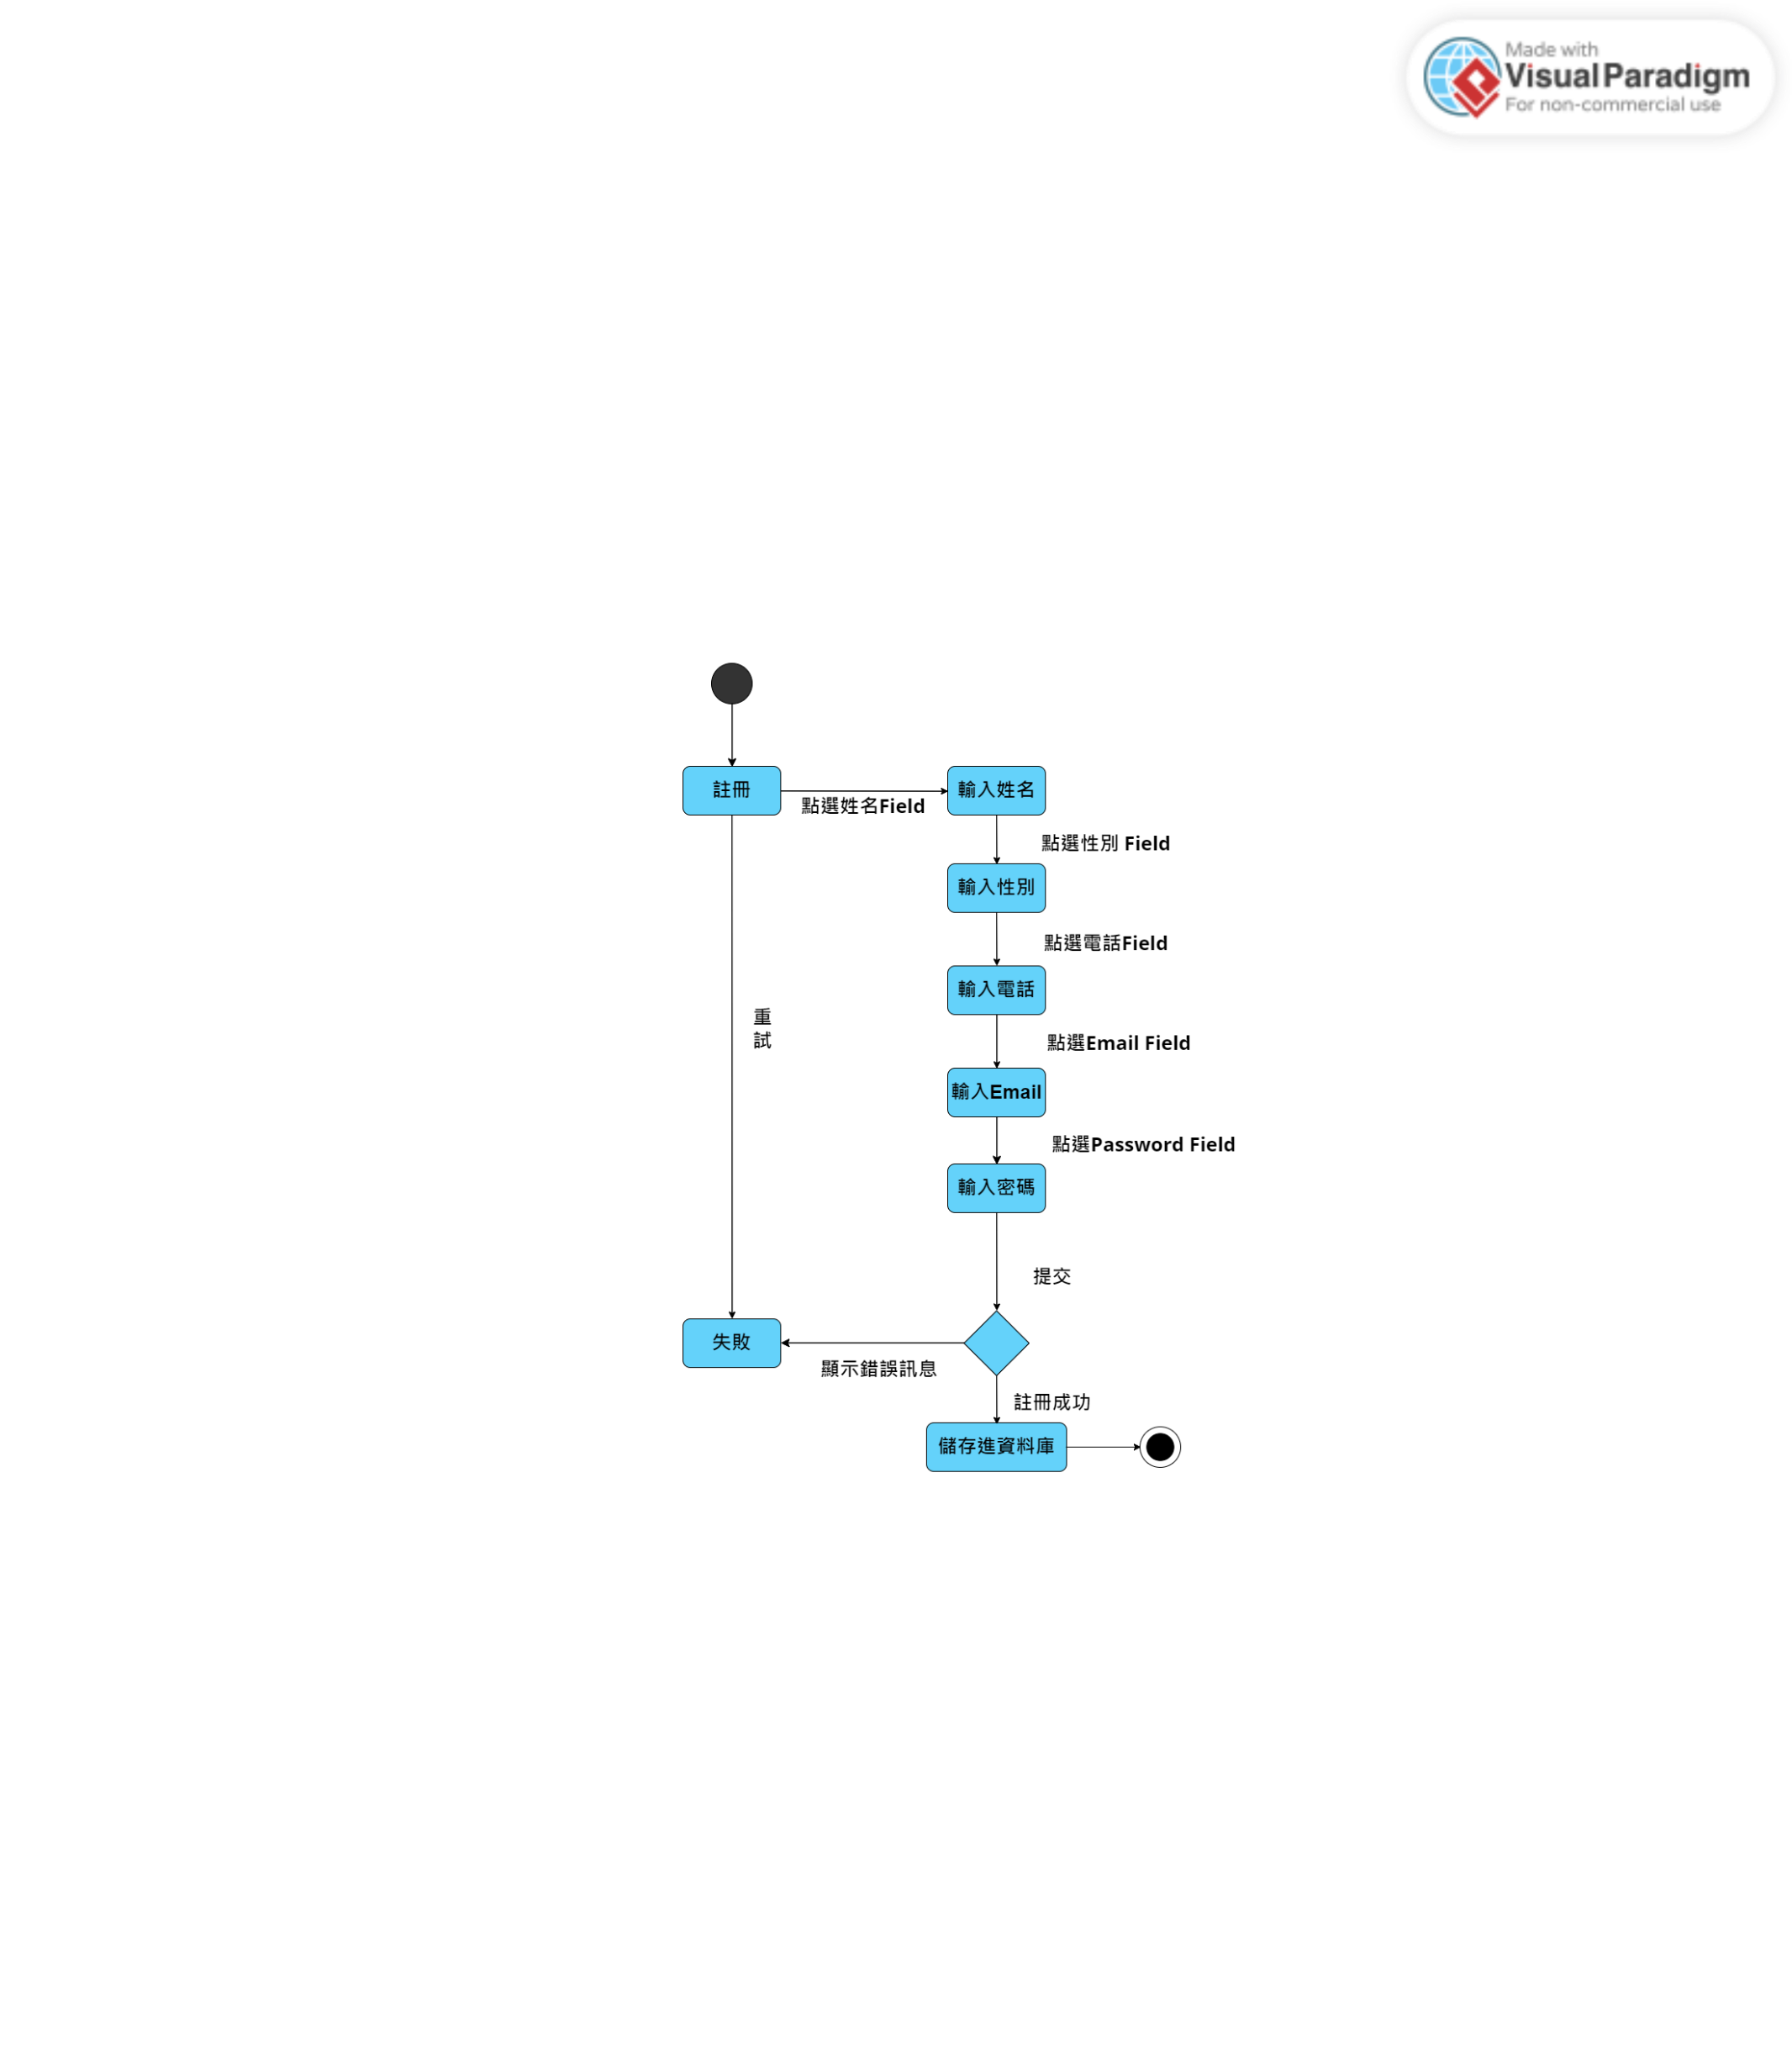 Made with
Visual Paradigm
For non-commercial use
註冊
點選姓名Field
輸入姓名
點選性別 Field
輸入性別
點選電話Field
輸入電話
重
試
點選Email Field
輸入Email
點選Password Field
輸入密碼
提交
失敗
顯示錯誤訊息
註冊成功
儲存進資料庫